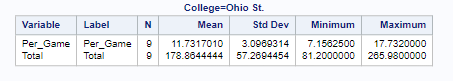 College=Ohio St.
Variable Label N Mean Std Dev Minimum Maximum
Per_Game Per_Game 9 11.7317010 3.0969314 7.1562500 17.7320000
Total Total 9 178.8644444 57.2694454 81.2000000 265.9800000